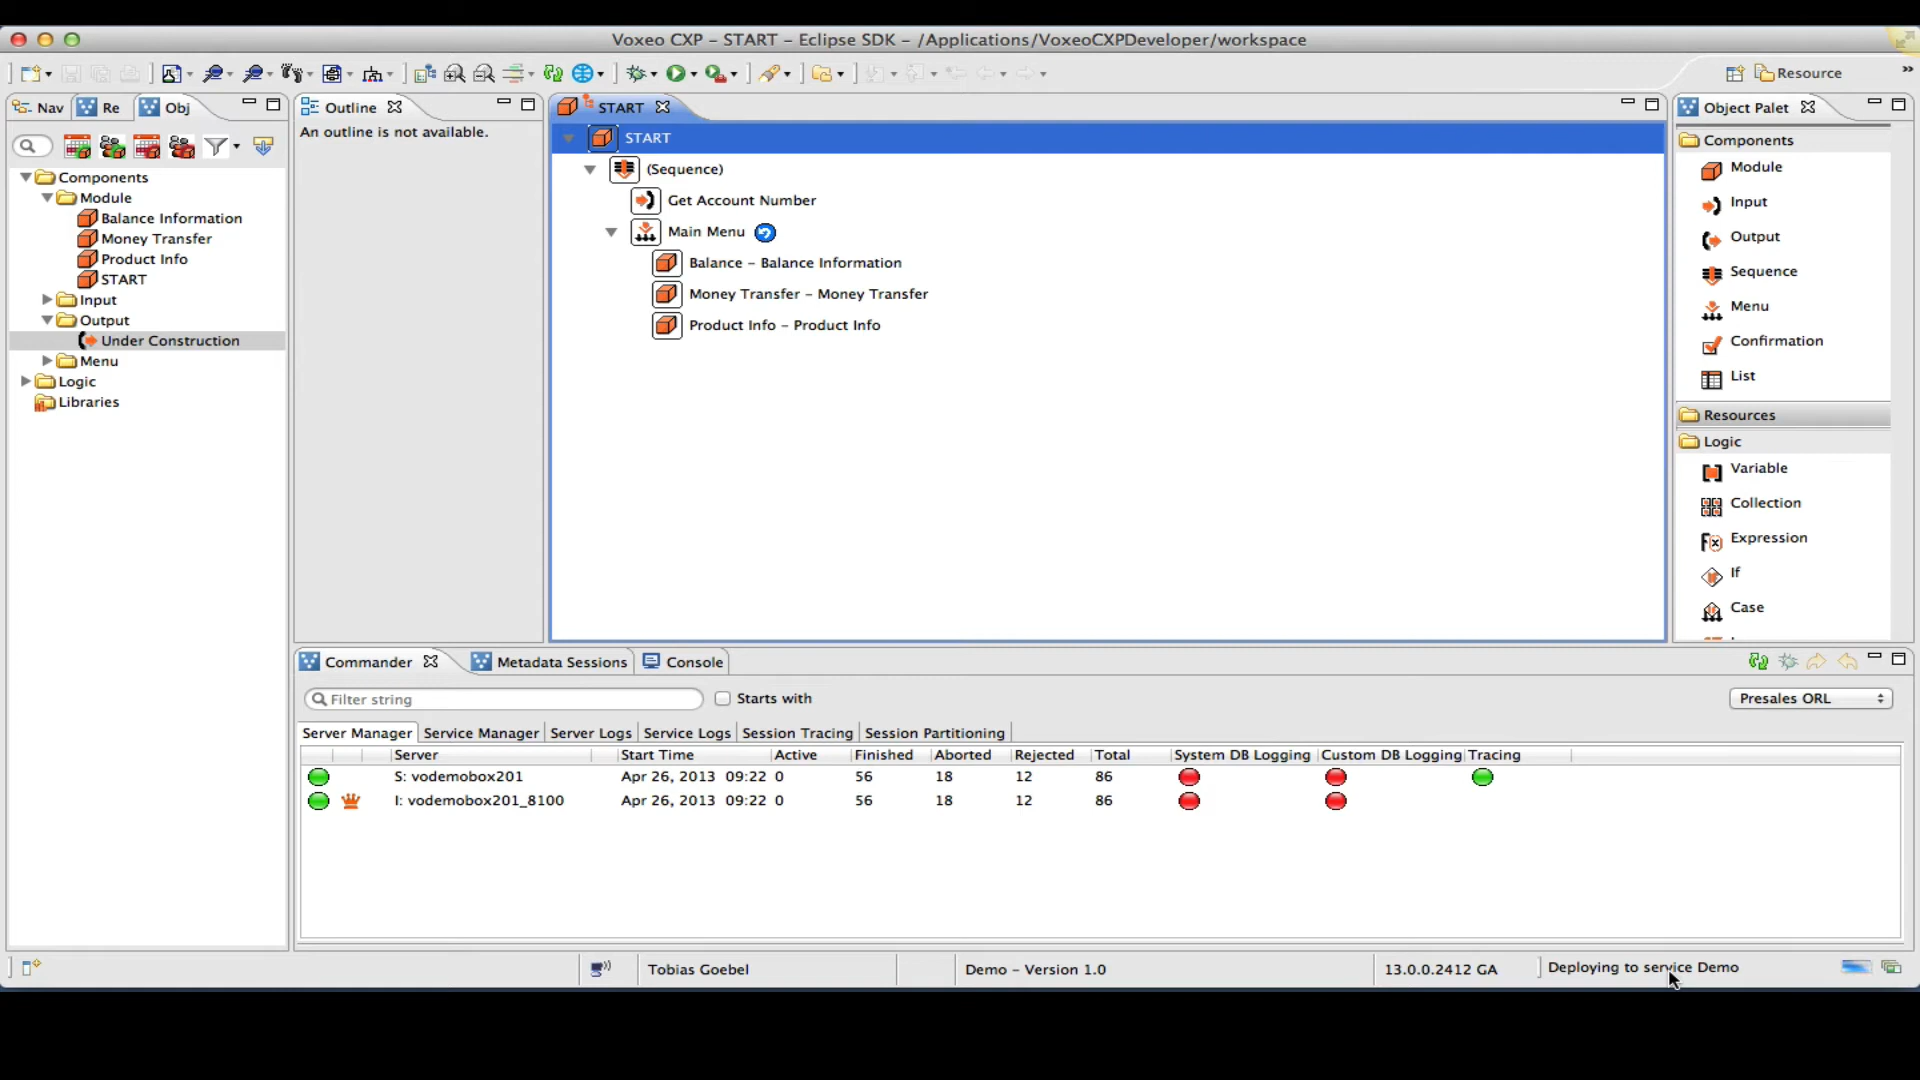 Voxeo CXP – START – Eclipse SDK – /Applications/VoxeoCXPDeveloper/workspace
Resource
Nav
Re
Obj
Components
Module
Balance Information
Money Transfer
Product Info
START
Input
Output
Under Construction
Menu
Logic
Libraries
Outline
An outline is not available.
START
START
(Sequence)
Get Account Number
Main Menu
Balance – Balance Information
Money Transfer – Money Transfer
Product Info – Product Info
Object Palet
Components
Module
Input
Output
Sequence
Menu
Confirmation
List
Resources
Logic
Variable
Collection
Expression
If
Case
Commander
Metadata Sessions
Console
Filter string
Starts with
Presales ORL
Server Manager Service Manager Server Logs Service Logs Session Tracing Session Partitioning
Server Start Time Active Finished Aborted Rejected Total System DB Logging Custom DB Logging Tracing
S: vodemobox201 Apr 26, 2013 09:22 0 56 18 12 86
I: vodemobox201_8100 Apr 26, 2013 09:22 0 56 18 12 86
Tobias Goebel
Demo – Version 1.0
13.0.0.2412 GA
Deploying to service Demo